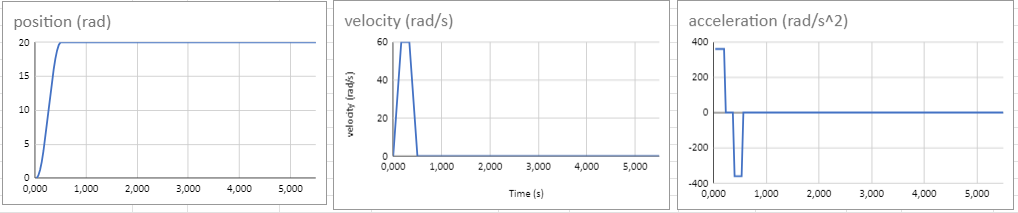 position (rad)
20
15
10
5
0
0,000 1,000 2,000 3,000 4,000 5,000
velocity (rad/s)
velocity (rad/s)
60
40
20
0
0,000 1,000 2,000 3,000 4,000 5,000
Time (s)
acceleration (rad/s^2)
400
200
0
-200
-400
0,000 1,000 2,000 3,000 4,000 5,000